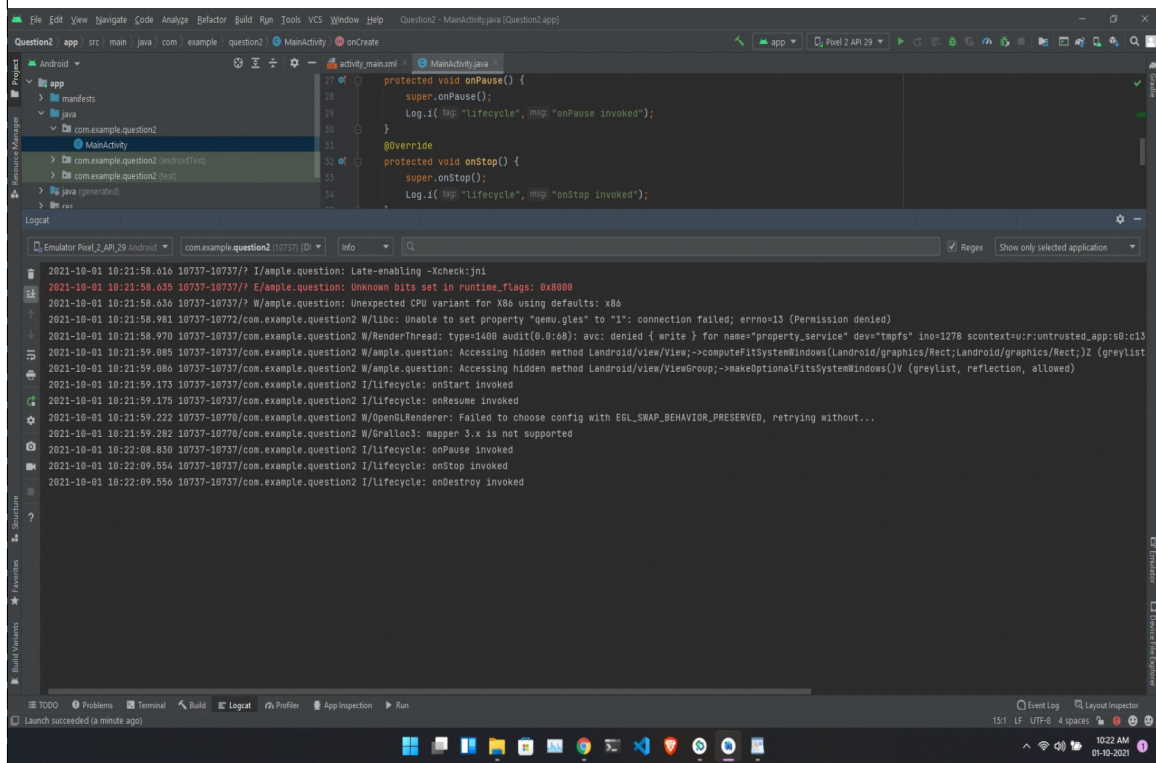 File Edit View Navigate Code Analyze Refactor Build Run Tools VCS Window Help Question2 - MainActivity.java [Question2.app]
Question2 app src main java com example question2 MainActivity onCreate app Pixel 2 API 29
Project Android activity_main.xml MainActivity.java Gradle
app
manifests
java
com.example.question2
MainActivity
com.example.question2 (androidTest)
com.example.question2 (test)
java (generated)
res
Resource Manager
27 protected void onPause() {
28 super.onPause();
29 Log.i( tag: "lifecycle", msg: "onPause invoked");
30 }
31 @Override
32 protected void onStop() {
33 super.onStop();
34 Log.i( tag: "lifecycle", msg: "onStop invoked");
Logcat
Emulator Pixel_2_API_29 Android com.example.question2 (10737) [D Info Regex Show only selected application
2021-10-01 10:21:58.616 10737-10737/? I/ample.question: Late-enabling -Xcheck:jni
2021-10-01 10:21:58.635 10737-10737/? E/ample.question: Unknown bits set in runtime_flags: 0x8000
2021-10-01 10:21:58.636 10737-10737/? W/ample.question: Unexpected CPU variant for X86 using defaults: x86
2021-10-01 10:21:58.981 10737-10772/com.example.question2 W/libc: Unable to set property "qemu.gles" to "1": connection failed; errno=13 (Permission denied)
2021-10-01 10:21:58.970 10737-10737/com.example.question2 W/RenderThread: type=1400 audit(0.0:68): avc: denied { write } for name="property_service" dev="tmpfs" ino=1278 scontext=u:r:untrusted_app:s0:c13
2021-10-01 10:21:59.085 10737-10737/com.example.question2 W/ample.question: Accessing hidden method Landroid/view/View;->computeFitSystemWindows(Landroid/graphics/Rect;Landroid/graphics/Rect;)Z (greylist
2021-10-01 10:21:59.086 10737-10737/com.example.question2 W/ample.question: Accessing hidden method Landroid/view/ViewGroup;->makeOptionalFitsSystemWindows()V (greylist, reflection, allowed)
2021-10-01 10:21:59.173 10737-10737/com.example.question2 I/lifecycle: onStart invoked
2021-10-01 10:21:59.175 10737-10737/com.example.question2 I/lifecycle: onResume invoked
2021-10-01 10:21:59.222 10737-10770/com.example.question2 W/OpenGLRenderer: Failed to choose config with EGL_SWAP_BEHAVIOR_PRESERVED, retrying without...
2021-10-01 10:21:59.282 10737-10770/com.example.question2 W/Gralloc3: mapper 3.x is not supported
2021-10-01 10:22:08.830 10737-10737/com.example.question2 I/lifecycle: onPause invoked
2021-10-01 10:22:09.554 10737-10737/com.example.question2 I/lifecycle: onStop invoked
2021-10-01 10:22:09.556 10737-10737/com.example.question2 I/lifecycle: onDestroy invoked
Structure
Favorites
Build Variants
Emulator
Device File Explorer
TODO Problems Terminal Build Logcat Profiler App Inspection Run Event Log Layout Inspector
Launch succeeded (a minute ago) 15:1 LF UTF-8 4 spaces
10:22 AM
01-10-2021 1